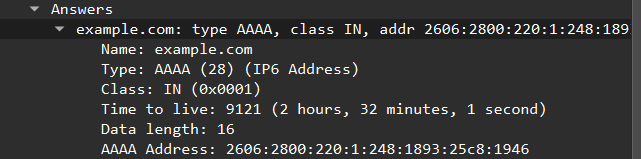 Answers
example.com: type AAAA, class IN, addr 2606:2800:220:1:248:189
Name: example.com
Type: AAAA (28) (IP6 Address)
Class: IN (0x0001)
Time to live: 9121 (2 hours, 32 minutes, 1 second)
Data length: 16
AAAA Address: 2606:2800:220:1:248:1893:25c8:1946